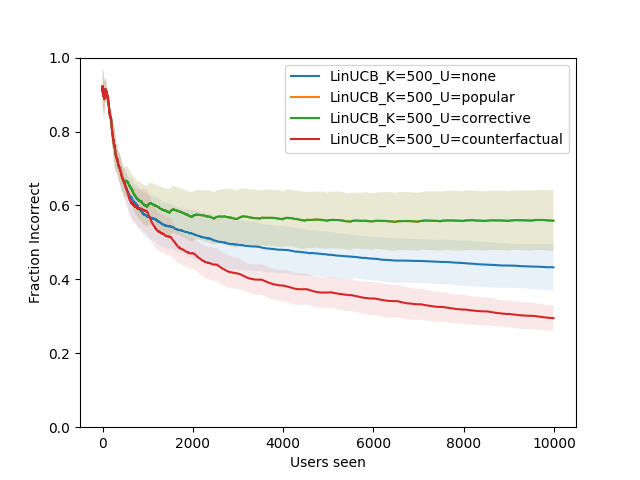 LinUCB_K=500_U=none
LinUCB_K=500_U=popular
LinUCB_K=500_U=corrective
LinUCB_K=500_U=counterfactual
Fraction Incorrect
1.0
0.8
0.6
0.4
0.2
0.0
0 2000 4000 6000 8000 10000
Users seen